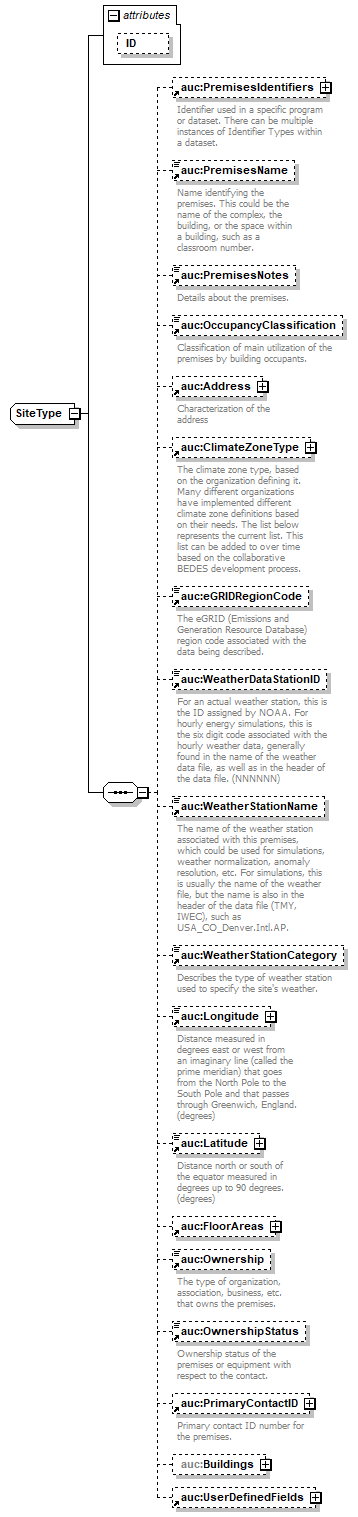 attributes
ID
auc:PremisesIdentifiers
Identifier used in a specific program
or dataset. There can be multiple
instances of Identifier Types within
a dataset.
auc:PremisesName
Name identifying the
premises. This could be the
name of the complex, the
building, or the space within
a building, such as a
classroom number.
auc:PremisesNotes
Details about the premises.
auc:OccupancyClassification
Classification of main utilization of the
premises by building occupants.
auc:Address
Characterization of the
address
SiteType
auc:ClimateZoneType
The climate zone type, based
on the organization defining it.
Many different organizations
have implemented different
climate zone definitions based
on their needs. The list below
represents the current list. This
list can be added to over time
based on the collaborative
BEDES development process.
auc:eGRIDRegionCode
The eGRID (Emissions and
Generation Resource Database)
region code associated with the
data being described.
auc:WeatherDataStationID
For an actual weather station, this is
the ID assigned by NOAA. For
hourly energy simulations, this is
the six digit code associated with the
hourly weather data, generally
found in the name of the weather
data file, as well as in the header of
the data file. (NNNNNN)
auc:WeatherStationName
The name of the weather station
associated with this premises,
which could be used for simulations,
weather normalization, anomaly
resolution, etc. For simulations, this
is usually the name of the weather
file, but the name is also in the
header of the data file (TMY,
IWEC), such as
USA_CO_Denver.Intl.AP.
auc:WeatherStationCategory
Describes the type of weather station
used to specify the site's weather.
auc:Longitude
Distance measured in
degrees east or west from
an imaginary line (called the
prime meridian) that goes
from the North Pole to the
South Pole and that passes
through Greenwich, England.
(degrees)
auc:Latitude
Distance north or south of
the equator measured in
degrees up to 90 degrees.
(degrees)
auc:FloorAreas
auc:Ownership
The type of organization,
association, business, etc.
that owns the premises.
auc:OwnershipStatus
Ownership status of the
premises or equipment with
respect to the contact.
auc:PrimaryContactID
Primary contact ID number for
the premises.
auc:Buildings
auc:UserDefinedFields